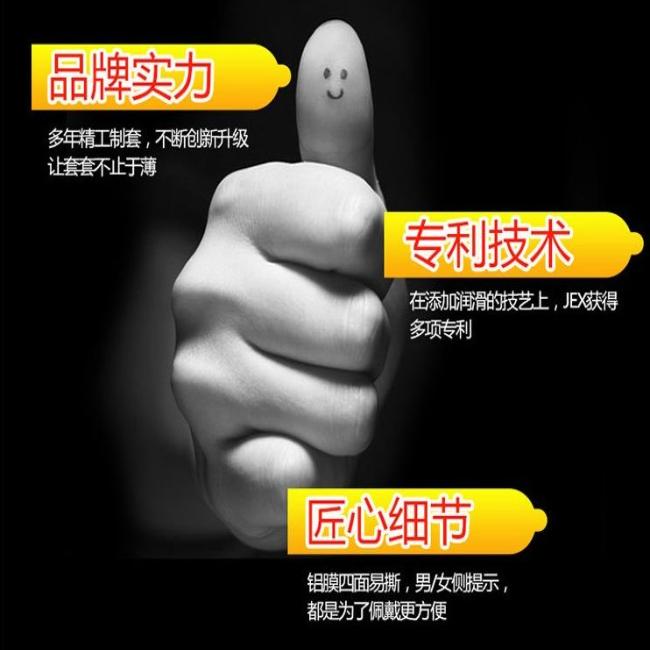 品牌实力
多年精工制套，不断创新升级
让套套不止于薄
专利技术
在添加润滑的技艺上，JEX获得
多项专利
匠心细节
铝膜四面易撕，男/女侧提示，
都是为了佩戴更方便